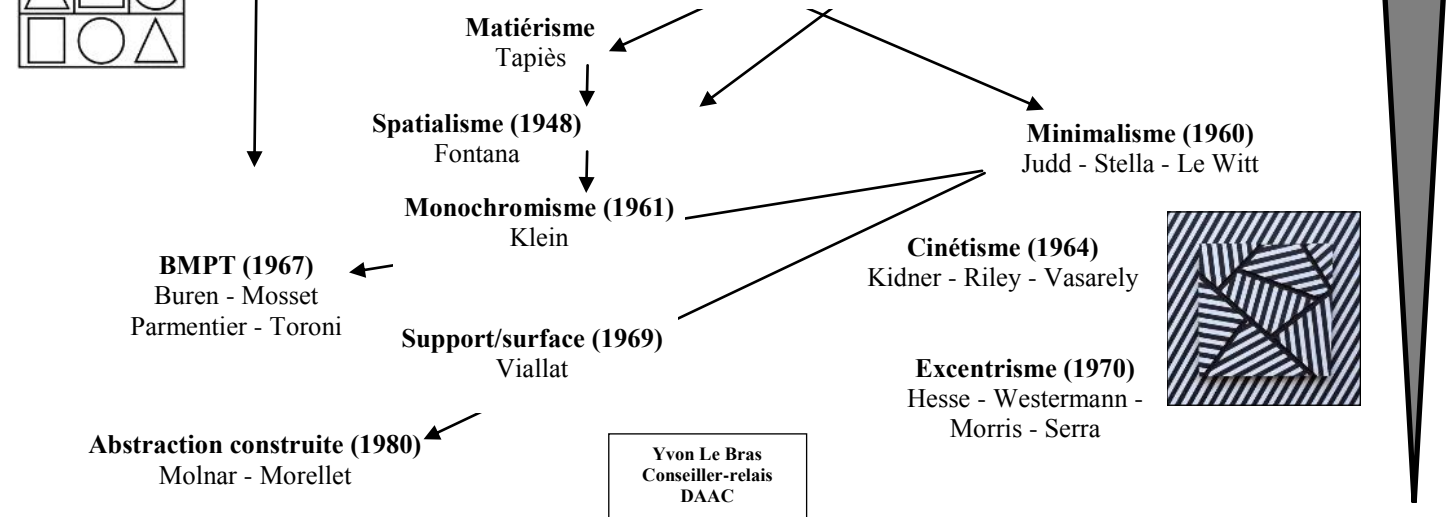 Matiérisme
Tapiès
Spatialisme (1948)
Fontana
Minimalisme (1960)
Judd - Stella - Le Witt
Monochromisme (1961)
Klein
Cinétisme (1964)
Kidner - Riley - Vasarely
BMPT (1967)
Buren - Mosset
Parmentier - Toroni
Support/surface (1969)
Viallat
Excentrisme (1970)
Hesse - Westermann -
Morris - Serra
Abstraction construite (1980)
Molnar - Morellet
Yvon Le Bras
Conseiller-relais
DAAC